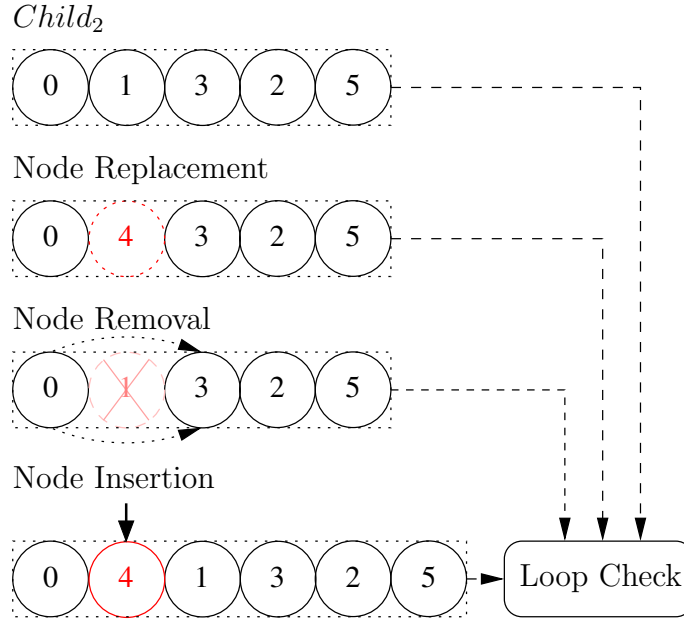 Child₂
0 1 3 2 5
Node Replacement
0 4 3 2 5
Node Removal
0 1 3 2 5
Node Insertion
0 4 1 3 2 5
Loop Check